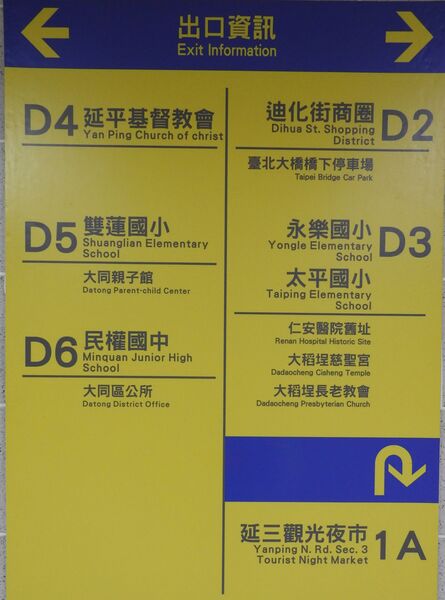 出口資訊
Exit Information
D4
延平基督教會
Yan Ping Church of christ
D5
雙蓮國小
Shuanglian Elementary
School
大同親子館
Datong Parent-child Center
D6
民權國中
Minquan Junior High
School
大同區公所
Datong District Office
迪化街商圈
Dihua St. Shopping
District
D2
臺北大橋橋下停車場
Taipei Bridge Car Park
永樂國小
Yongle Elementary
School
D3
太平國小
Taiping Elementary
School
仁安醫院舊址
Renan Hospital Historic Site
大稻埕慈聖宮
Dadaocheng Cisheng Temple
大稻埕長老教會
Dadaocheng Presbyterian Church
延三觀光夜市
Yanping N. Rd. Sec. 3
Tourist Night Market
1A